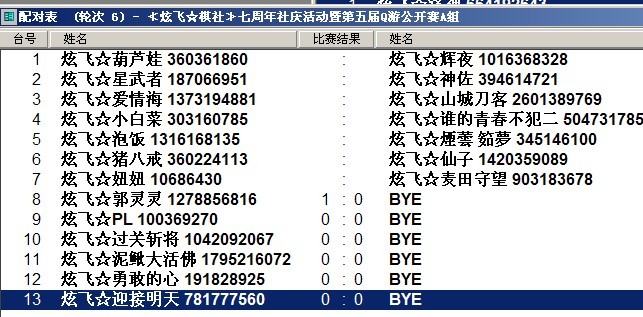 配对表 (轮次 6) - ≮炫飞☆棋社≯七周年社庆活动暨第五届Q游公开赛A组
台号 姓名 比赛结果 姓名
1 炫飞☆葫芦娃 360361860 : 炫飞☆辉夜 1016368328
2 炫飞☆星武者 187066951 : 炫飞☆神佐 394614721
3 炫飞☆爱情海 1373194881 : 炫飞☆山城刀客 2601389769
4 炫飞☆小白菜 303160785 : 炫飞☆谁的青春不犯二 504731785
5 炫飞☆泡饭 1316168135 : 炫飞☆煙蕓 筎夢 345146100
6 炫飞☆猪八戒 360224113 : 炫飞☆仙子 1420359089
7 炫飞☆妞妞 10686430 : 炫飞☆麦田守望 903183678
8 炫飞☆郭灵灵 1278856816 1 : 0 BYE
9 炫飞☆PL 100369270 0 : 0 BYE
10 炫飞☆过关斩将 1042092067 0 : 0 BYE
11 炫飞☆泥鳅大活佛 1795216072 0 : 0 BYE
12 炫飞☆勇敢的心 191828925 0 : 0 BYE
13 炫飞☆迎接明天 781777560 0 : 0 BYE